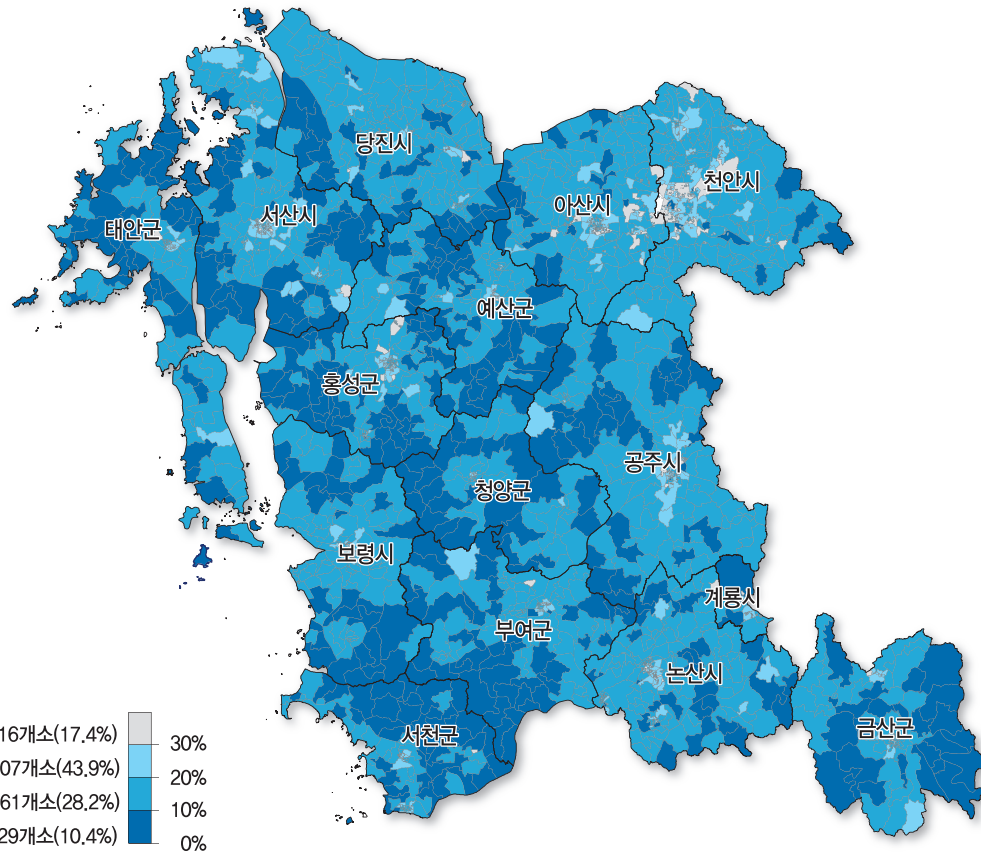 당진시
천안시
아산시
서산시
태안군
예산군
홍성군
공주시
청양군
보령시
계룡시
부여군
논산시
금산군
서천군
16개소(17.4%)
30%
07개소(43.9%)
20%
61개소(28.2%)
10%
29개소(10.4%)
0%